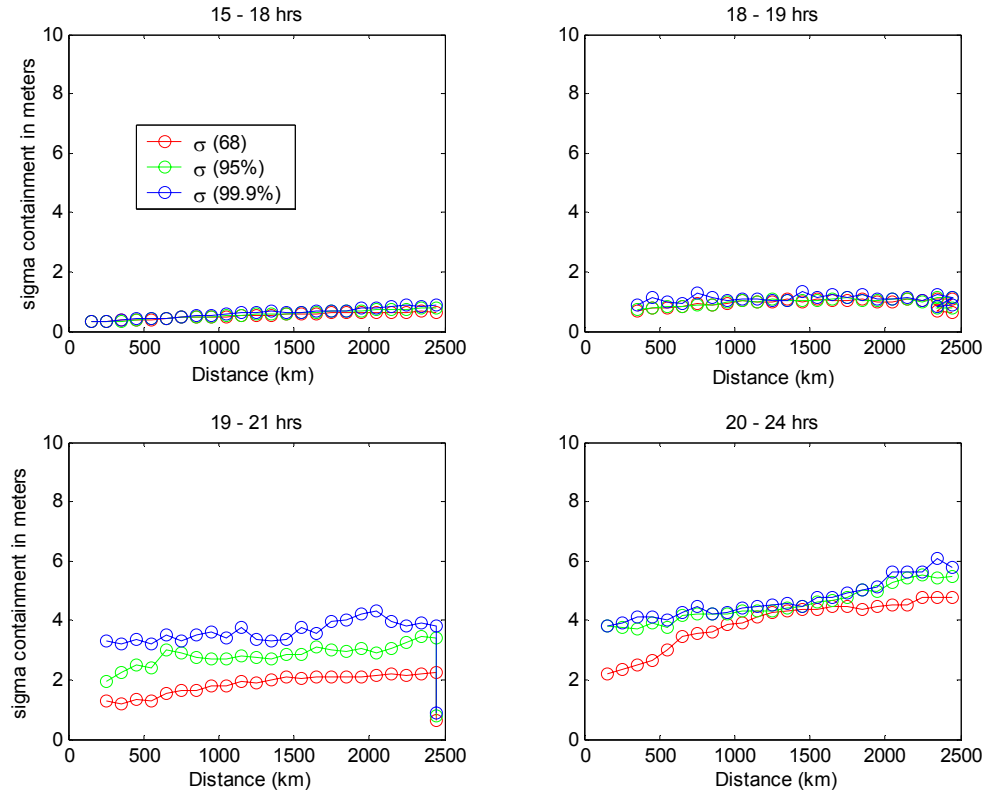 15 - 18 hrs
18 - 19 hrs
sigma containment in meters
10
8
6
4
2
0
σ (68)
σ (95%)
σ (99.9%)
0 500 1000 1500 2000 2500
Distance (km)
10
8
6
4
2
0
0 500 1000 1500 2000 2500
Distance (km)
19 - 21 hrs
20 - 24 hrs
sigma containment in meters
10
8
6
4
2
0
0 500 1000 1500 2000 2500
Distance (km)
10
8
6
4
2
0
0 500 1000 1500 2000 2500
Distance (km)